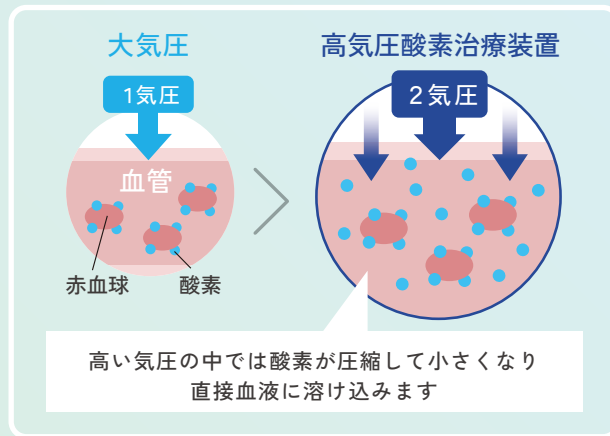 大気圧
高気圧酸素治療装置
1気圧
2気圧
血管
赤血球
酸素
高い気圧の中では酸素が圧縮して小さくなり
直接血液に溶け込みます